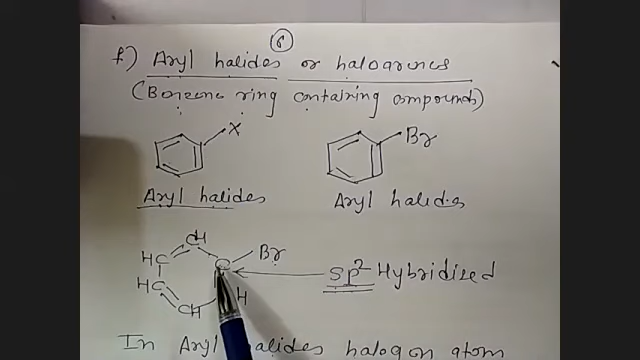 6
f) Aryl halides or haloarenes
(Benzene ring containing compounds)
X
Br
Aryl halides
Aryl halides
CH
HC
C
Br
SP2 Hybridized
HC
H
CH
In Aryl halides halogen atom